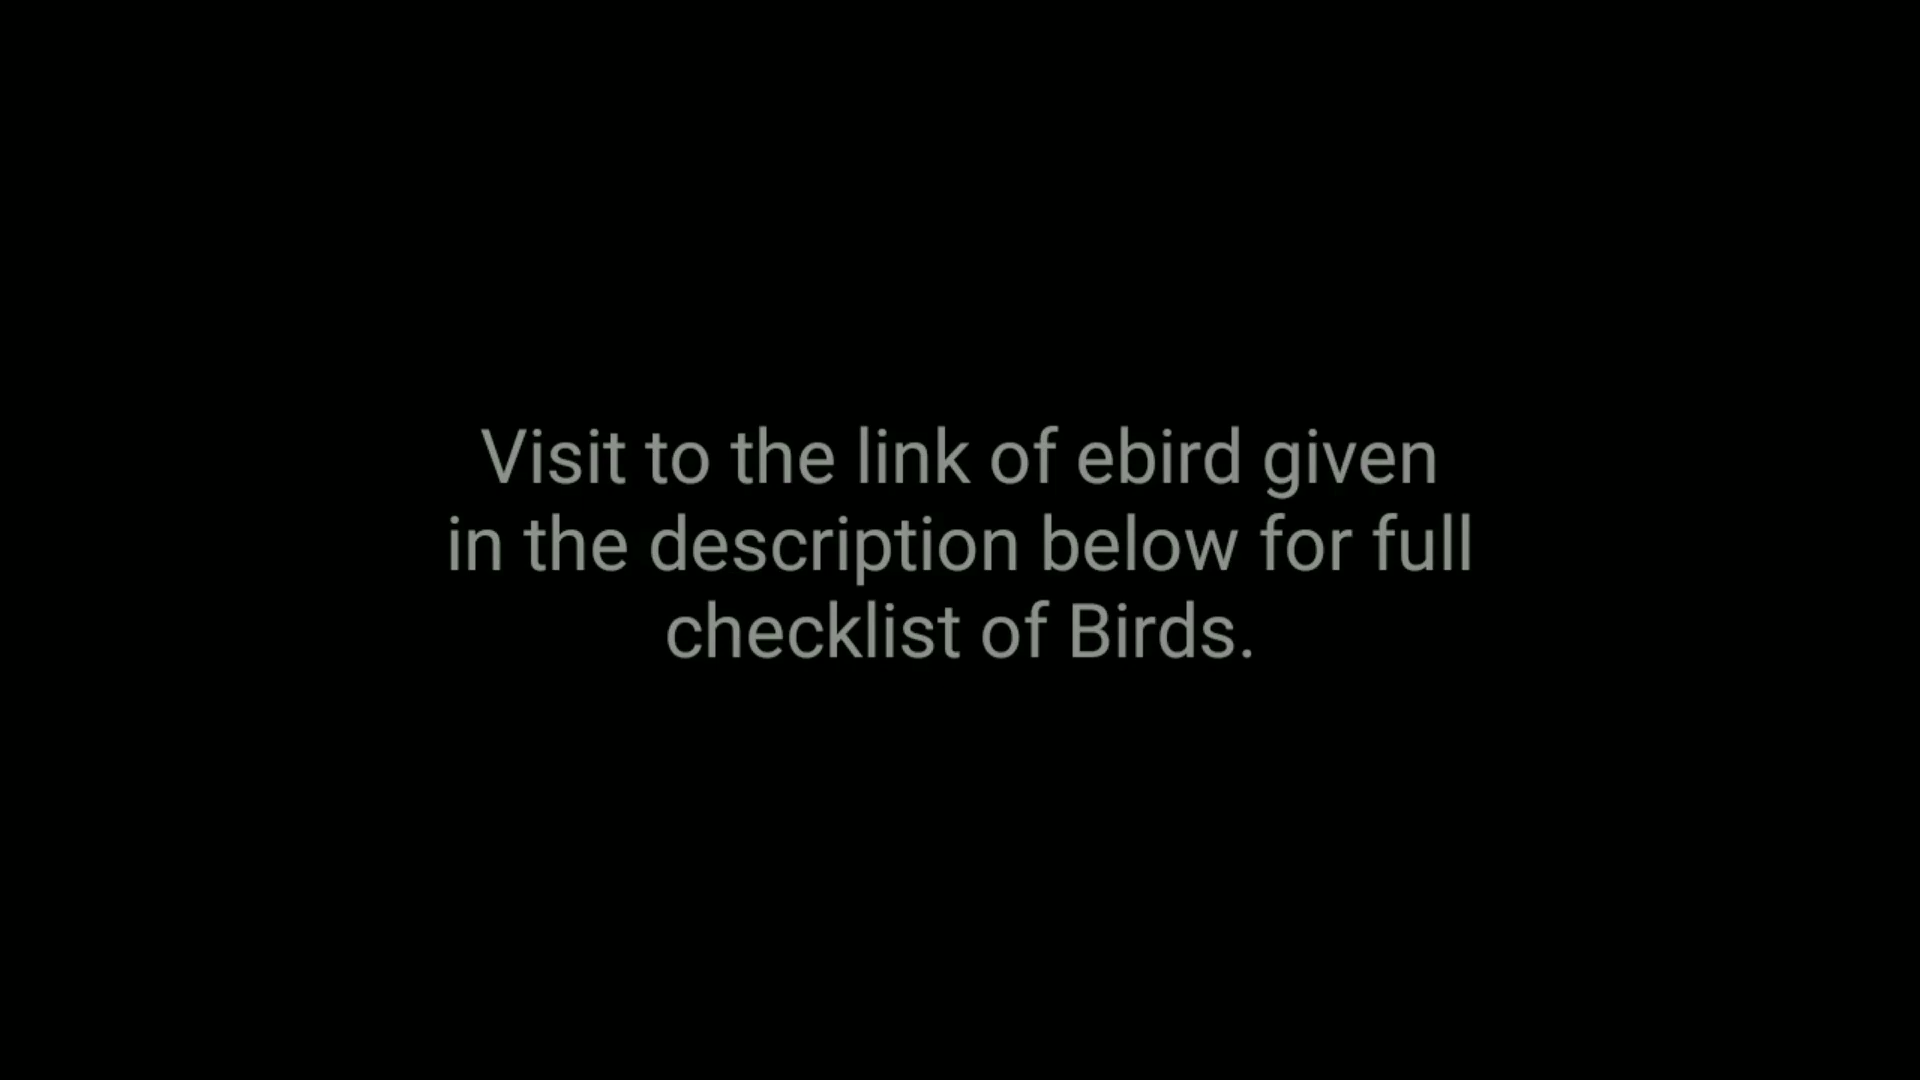 Visit to the link of ebird given
in the description below for full
checklist of Birds.